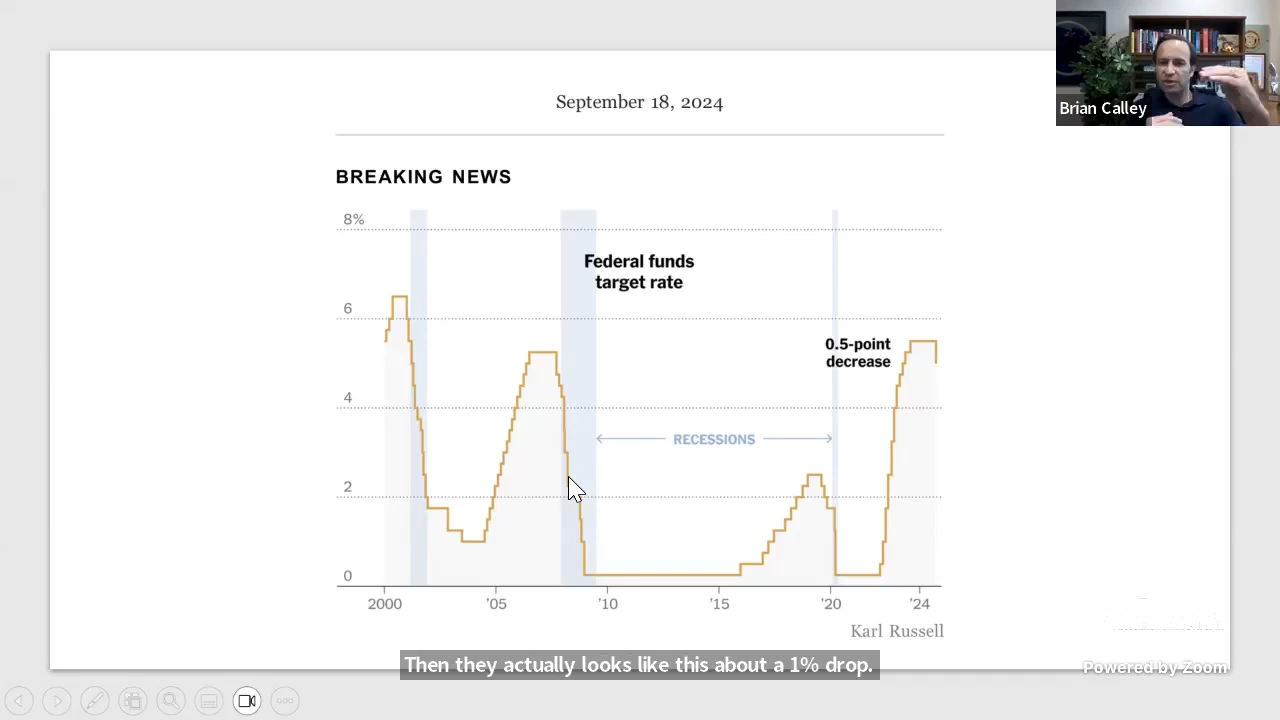 September 18, 2024
Brian Calley
BREAKING NEWS
8%
Federal funds
target rate
6
0.5-point
decrease
4
RECESSIONS
2
0
2000 '05 '10 '15 '20 '24
Karl Russell
Then they actually looks like this about a 1% drop.
Powered by Zoom